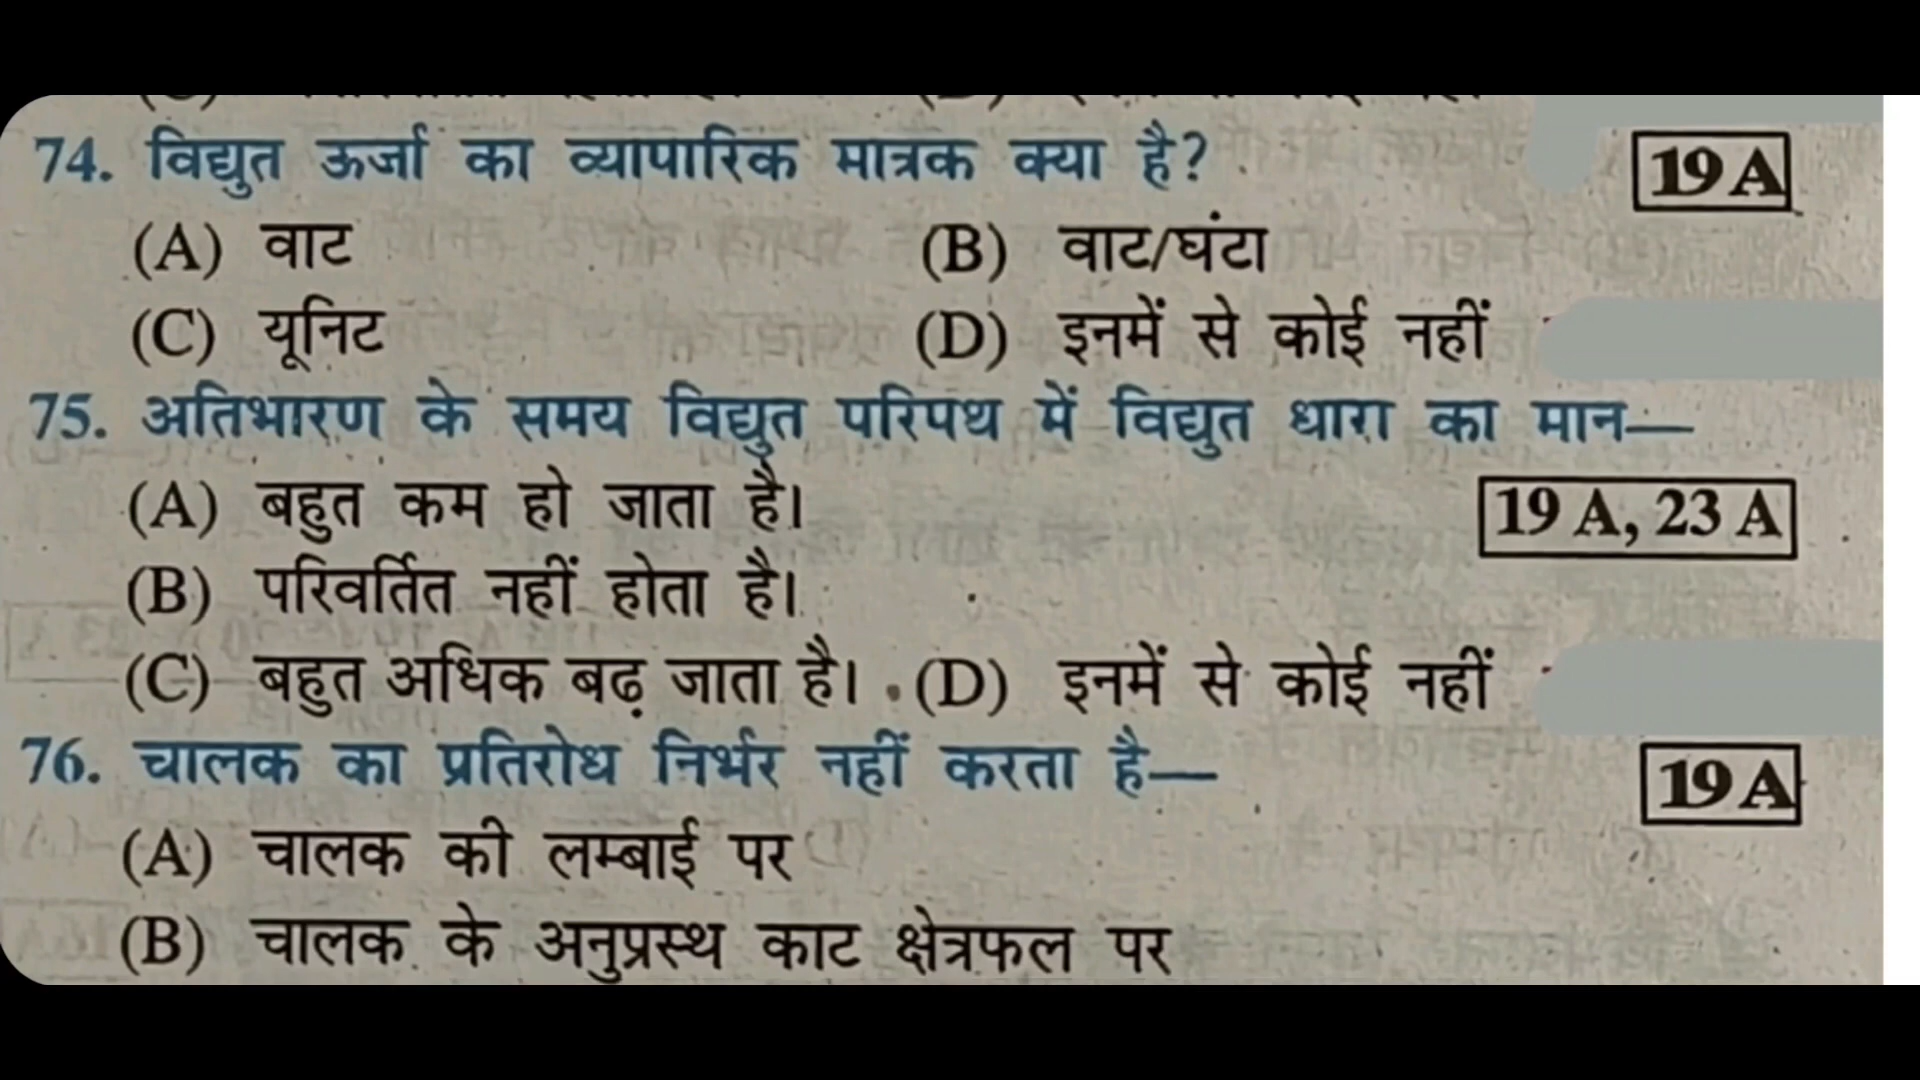 74. विद्युत ऊर्जा का व्यापारिक मात्रक क्या है? 19 A
(A) वाट (B) वाट/घंटा
(C) यूनिट (D) इनमें से कोई नहीं
75. अतिभारण के समय विद्युत परिपथ में विद्युत धारा का मान—
(A) बहुत कम हो जाता है। 19 A, 23 A
(B) परिवर्तित नहीं होता है।
(C) बहुत अधिक बढ़ जाता है। (D) इनमें से कोई नहीं
76. चालक का प्रतिरोध निर्भर नहीं करता है— 19 A
(A) चालक की लम्बाई पर
(B) चालक के अनुप्रस्थ काट क्षेत्रफल पर